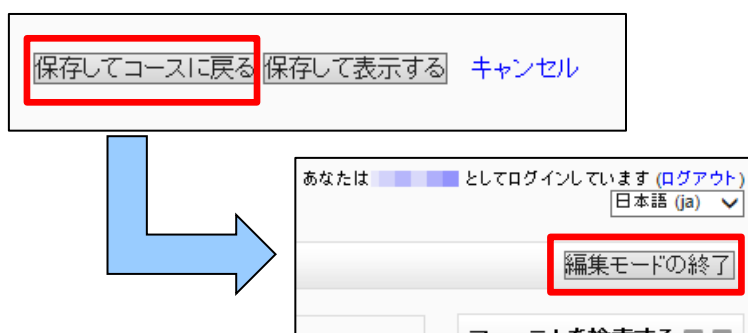 保存してコースに戻る 保存して表示する キャンセル
あなたは としてログインしています (ログアウト)
日本語 (ja)
編集モードの終了